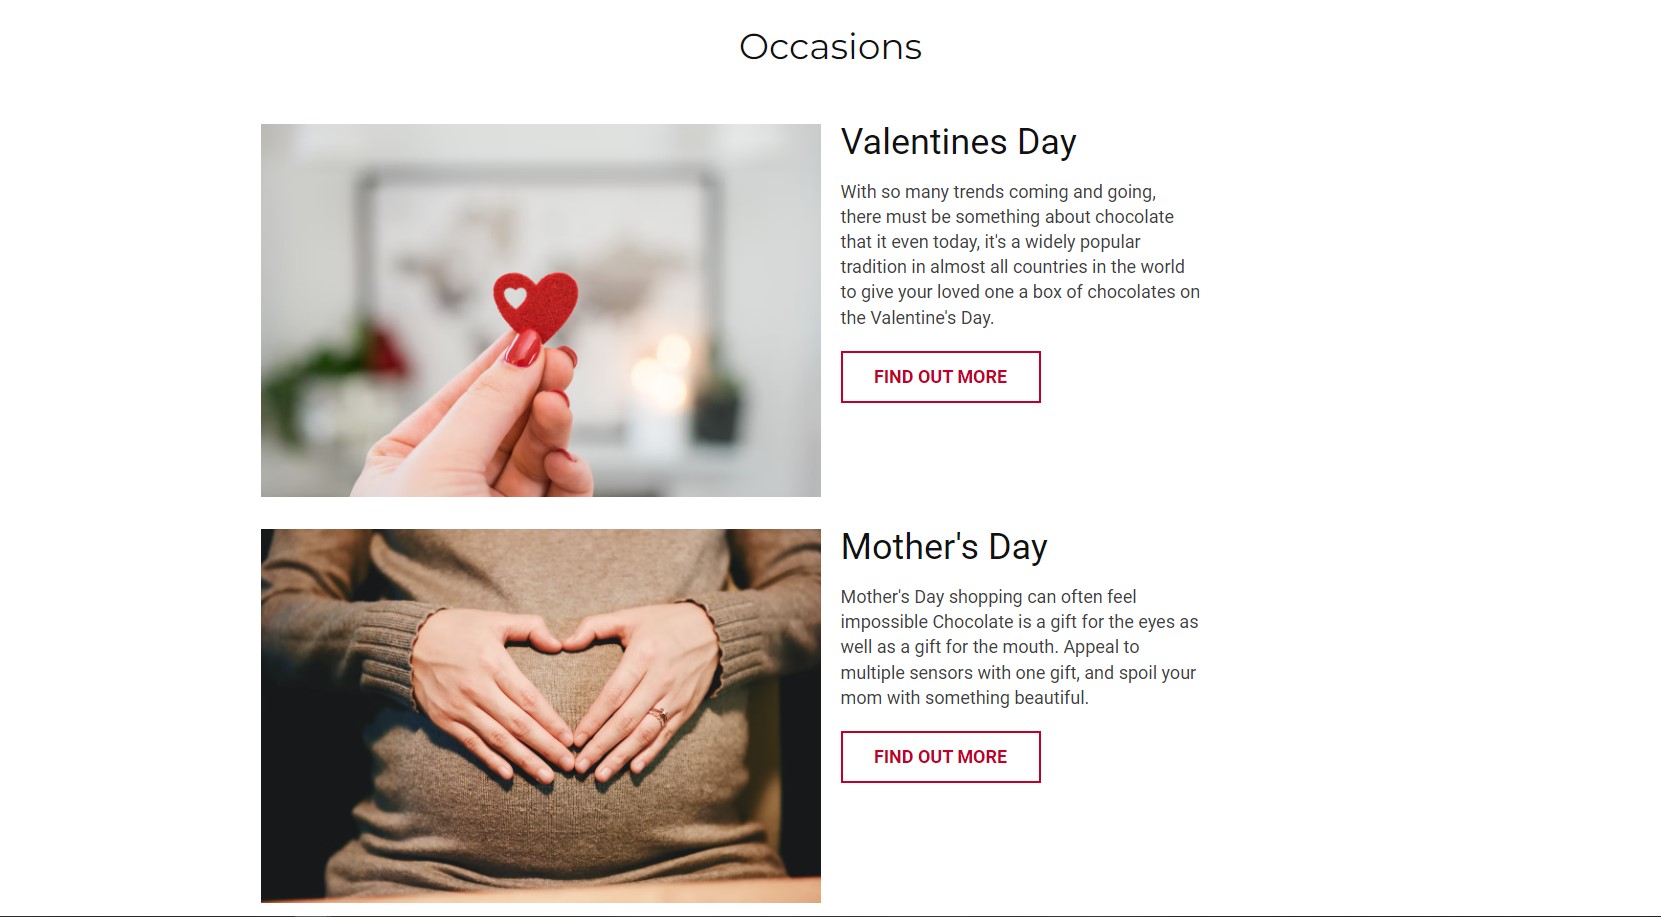 Occasions
Valentines Day
With so many trends coming and going,
there must be something about chocolate
that it even today, it's a widely popular
tradition in almost all countries in the world
to give your loved one a box of chocolates on
the Valentine's Day.
FIND OUT MORE
Mother's Day
Mother's Day shopping can often feel
impossible Chocolate is a gift for the eyes as
well as a gift for the mouth. Appeal to
multiple sensors with one gift, and spoil your
mom with something beautiful.
FIND OUT MORE